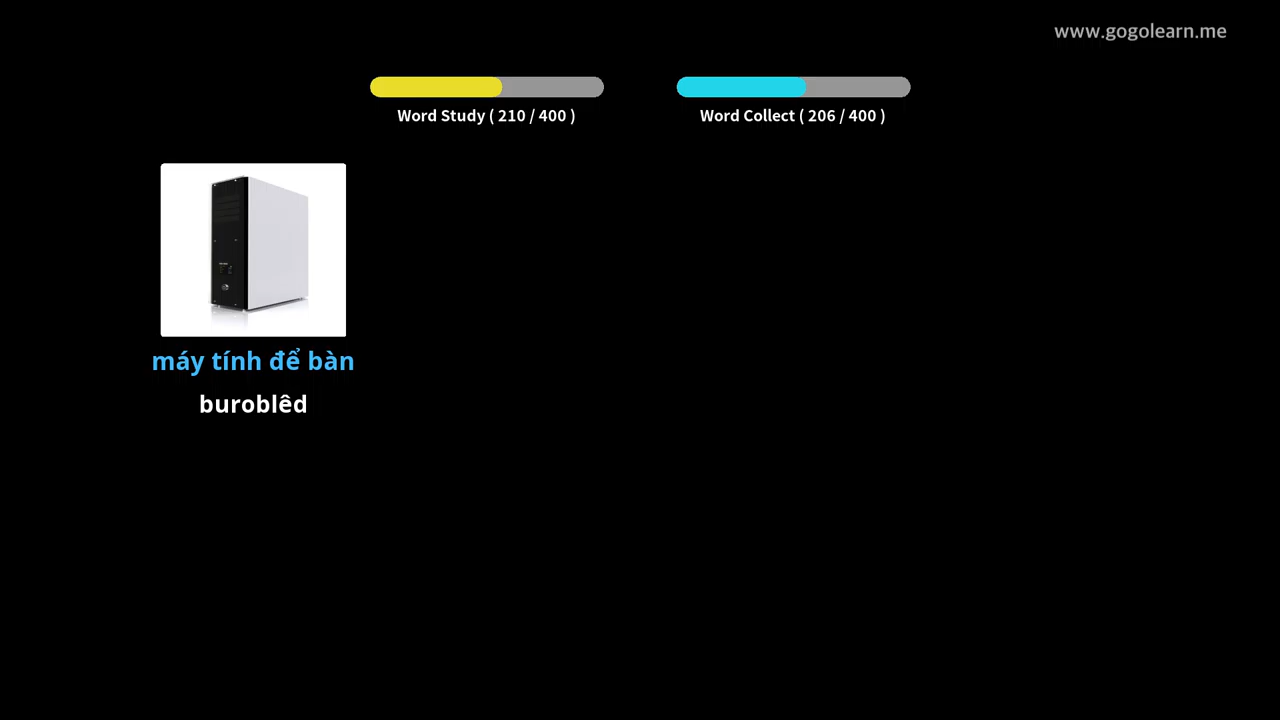 www.gogolearn.me
Word Study ( 210 / 400 )
Word Collect ( 206 / 400 )
máy tính để bàn
buroblêd